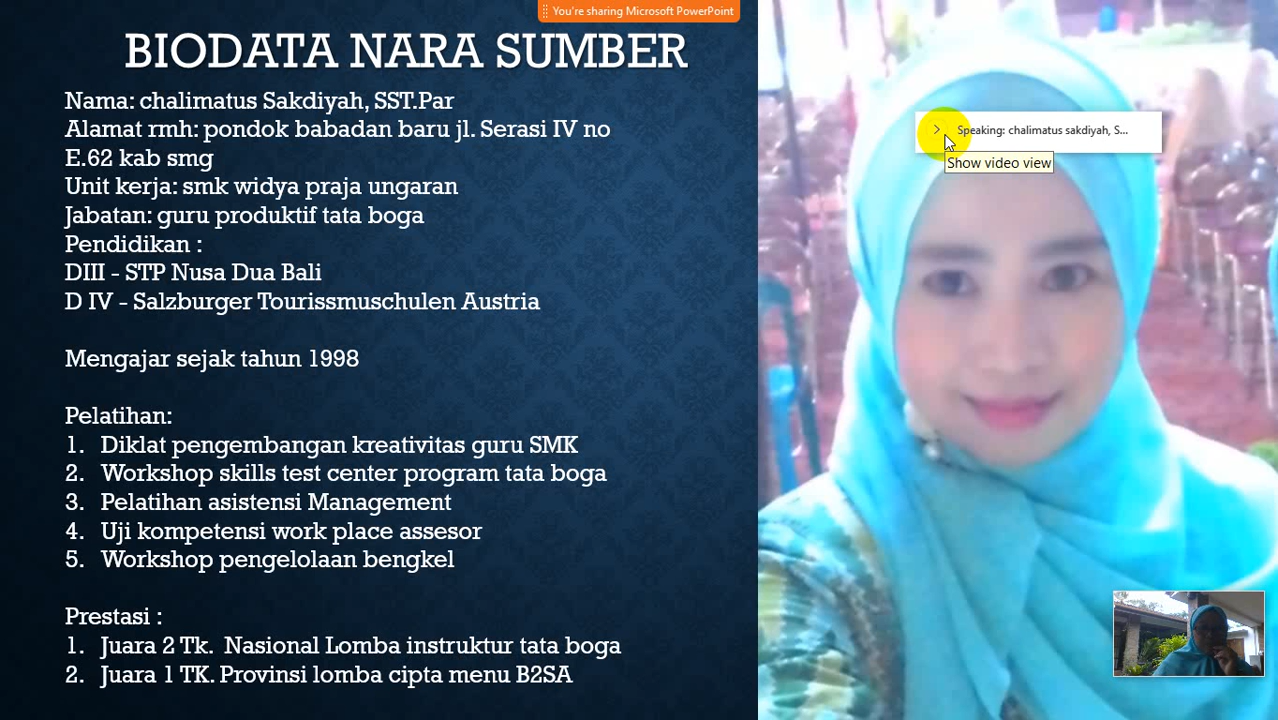 You're sharing Microsoft PowerPoint
BIODATA NARA SUMBER
Nama: chalimatus Sakdiyah, SST.Par
Alamat rmh: pondok babadan baru jl. Serasi IV no
E.62 kab smg
Unit kerja: smk widya praja ungaran
Jabatan: guru produktif tata boga
Pendidikan :
DIII - STP Nusa Dua Bali
D IV - Salzburger Tourissmuschulen Austria
Mengajar sejak tahun 1998
Pelatihan:
1. Diklat pengembangan kreativitas guru SMK
2. Workshop skills test center program tata boga
3. Pelatihan asistensi Management
4. Uji kompetensi work place assesor
5. Workshop pengelolaan bengkel
Prestasi :
1. Juara 2 Tk. Nasional Lomba instruktur tata boga
2. Juara 1 TK. Provinsi lomba cipta menu B2SA
Speaking: chalimatus sakdiyah, S...
Show video view